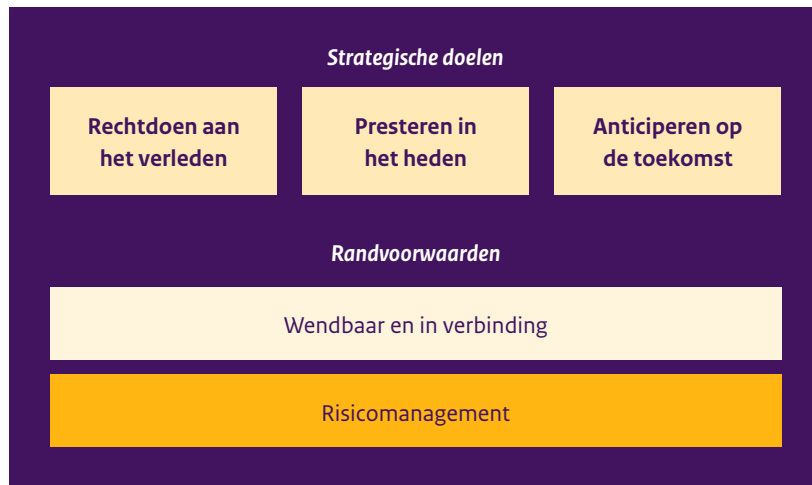 Strategische doelen
Rechtdoen aan
het verleden
Presteren in
het heden
Anticiperen op
de toekomst
Randvoorwaarden
Wendbaar en in verbinding
Risicomanagement